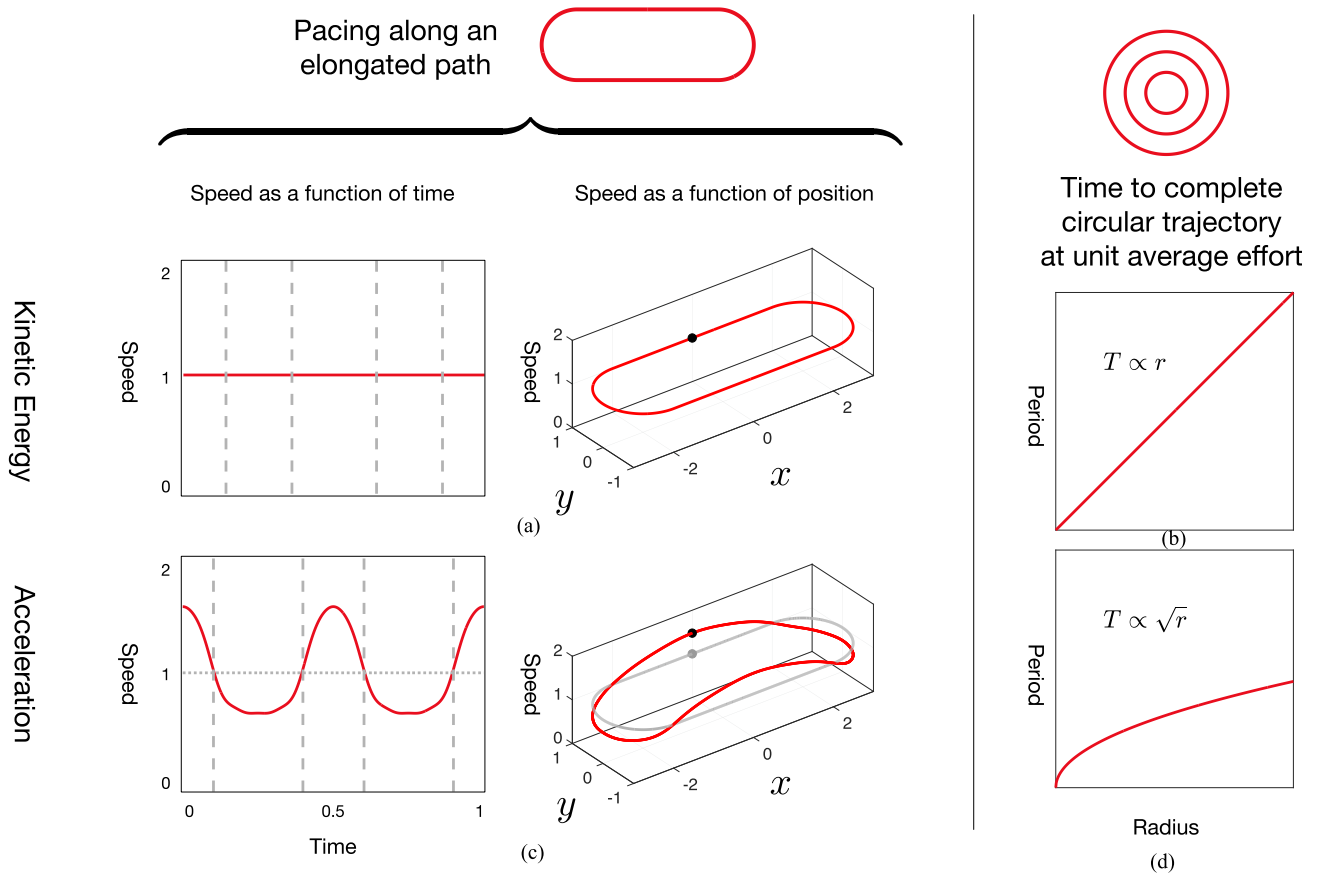 Pacing along an
elongated path
Speed as a function of time
Speed as a function of position
Kinetic Energy
Speed
2
1
0
Speed
2
1
0
1
0
-1
y
-2
0
2
x
(a)
Acceleration
Speed
2
1
0
0
0.5
1
Time
Speed
2
1
0
1
0
-1
y
-2
0
2
x
(c)
Time to complete
circular trajectory
at unit average effort
Period
T ∝ r
(b)
Period
T ∝ √r
Radius
(d)